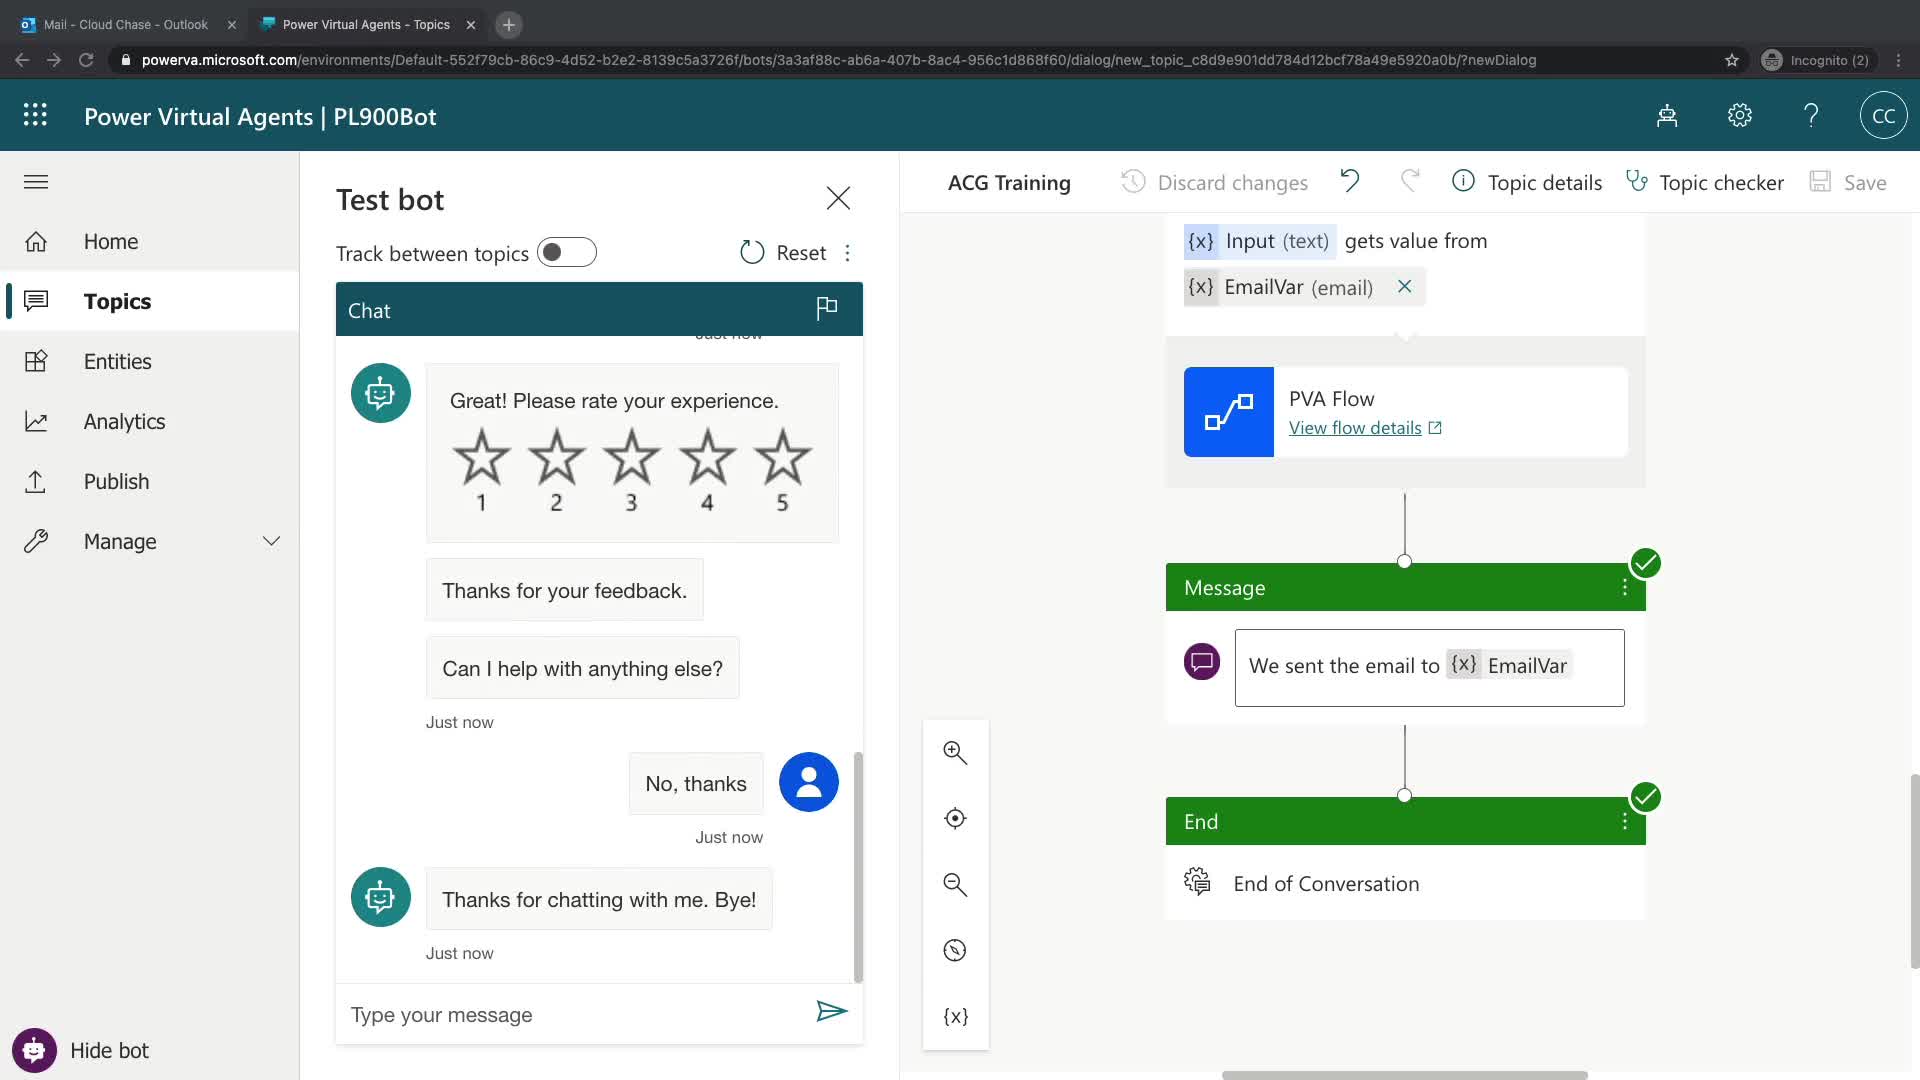 Mail - Cloud Chase - Outlook
Power Virtual Agents - Topics
powerva.microsoft.com/environments/Default-552f79cb-86c9-4d52-b2e2-8139c5a3726f/bots/3a3af88c-ab6a-407b-8ac4-956c1d868f60/dialog/new_topic_c8d9e901dd784d12bcf78a49e5920a0b/?newDialog
Incognito (2)
Power Virtual Agents | PL900Bot
CC
Home
Topics
Entities
Analytics
Publish
Manage
Hide bot
Test bot
Track between topics
Reset
Chat
Just now
Great! Please rate your experience.
1 2 3 4 5
Thanks for your feedback.
Can I help with anything else?
Just now
No, thanks
Just now
Thanks for chatting with me. Bye!
Just now
Type your message
ACG Training
Discard changes
Topic details
Topic checker
Save
{x} Input (text) gets value from
{x} EmailVar (email)
PVA Flow
View flow details
Message
We sent the email to {x} EmailVar
End
End of Conversation
{x}